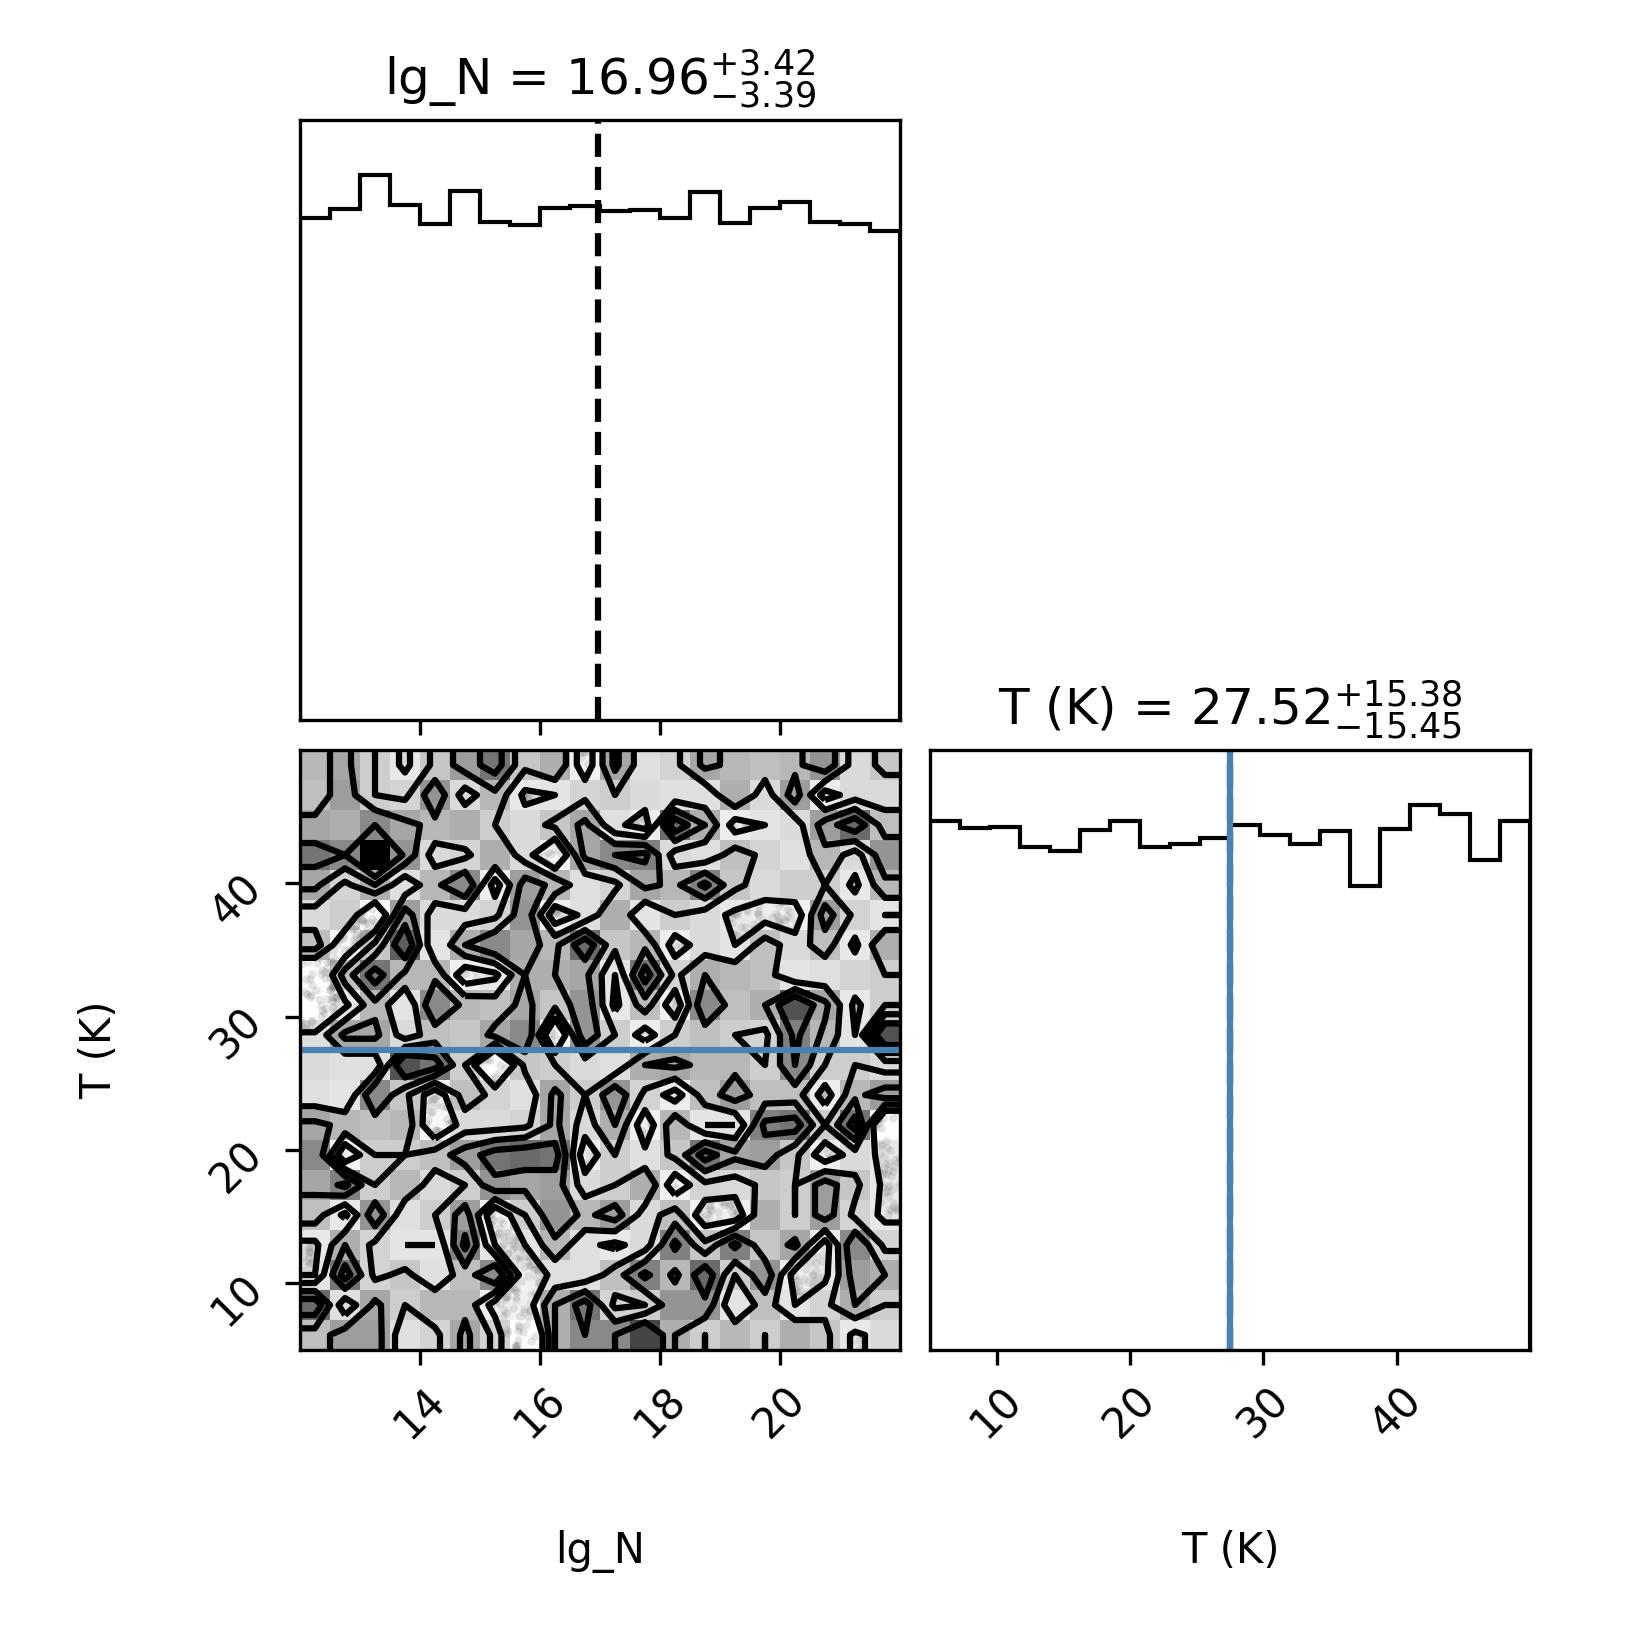 lg_N = 16.96 +3.42 −3.39
T (K) = 27.52 +15.38 −15.45
40
30
20
10
T (K)
14 16 18 20
10 20 30 40
lg_N
T (K)